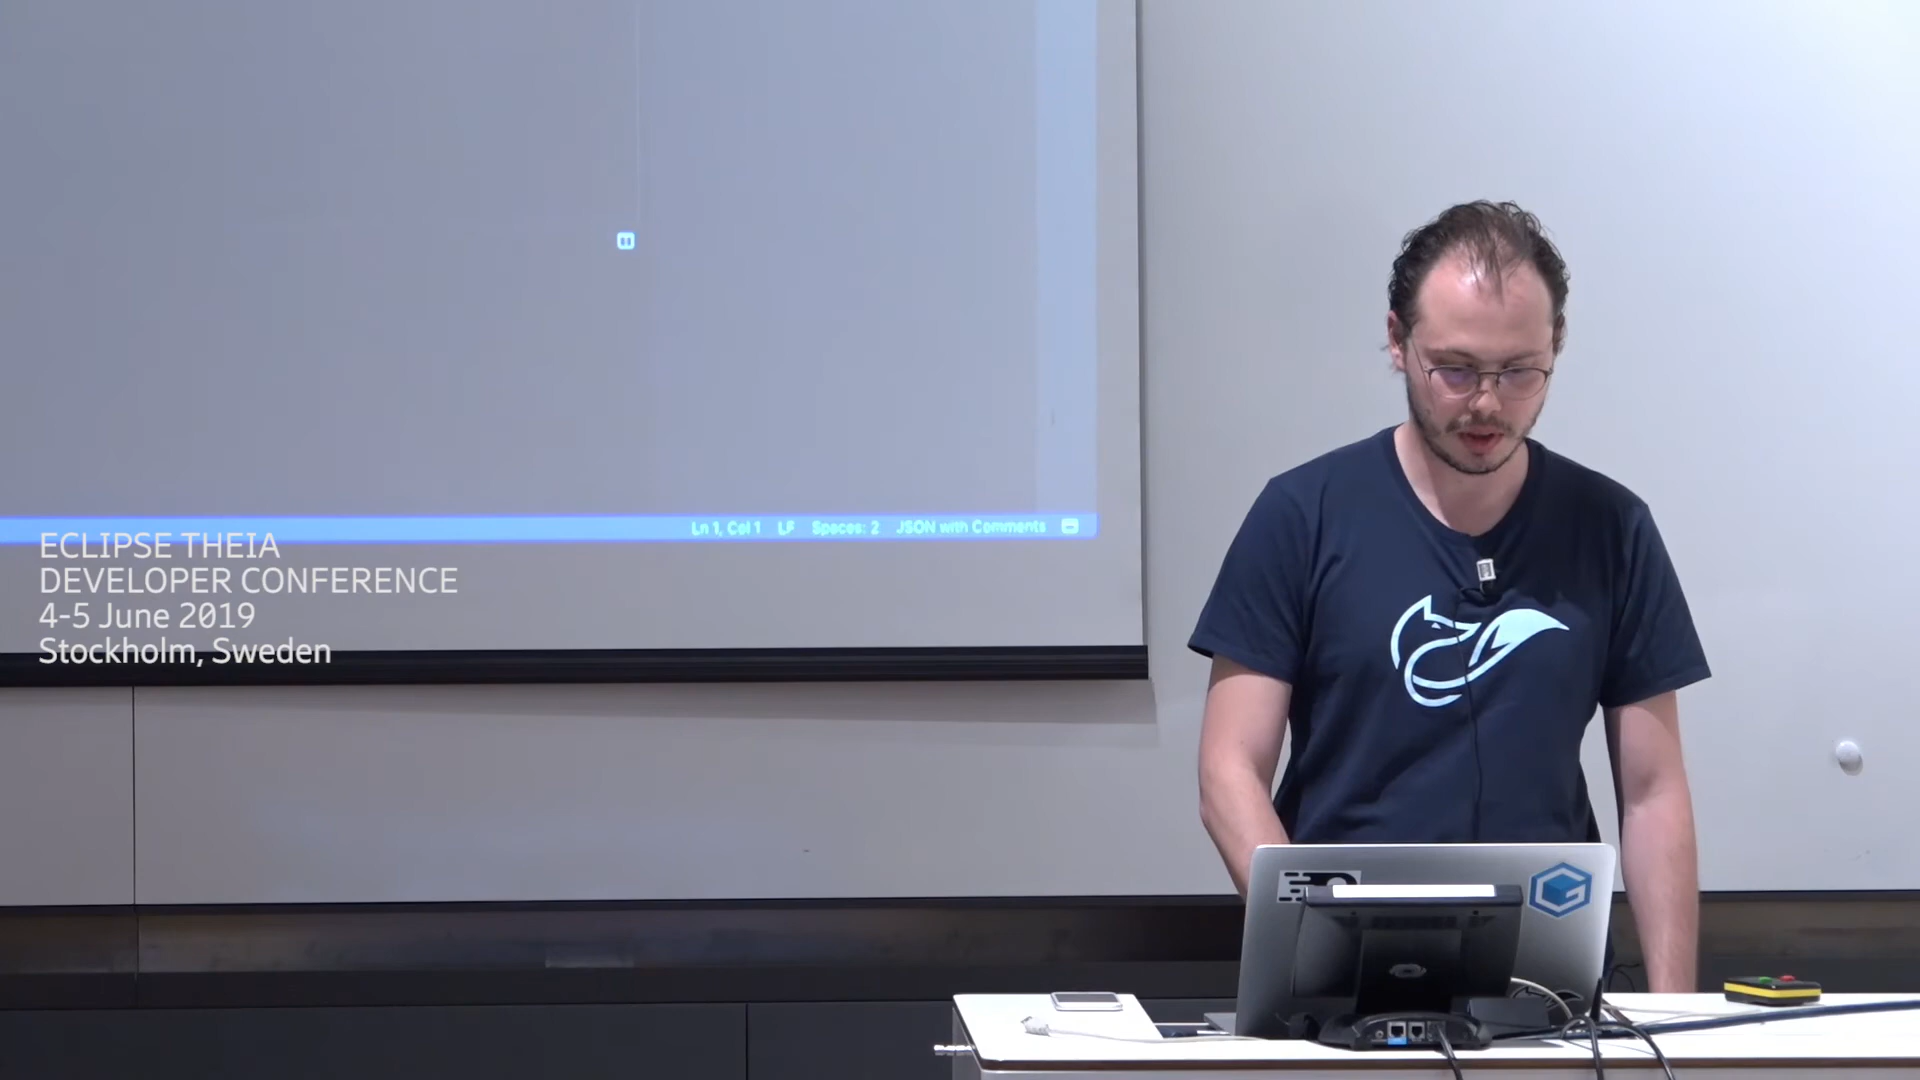 Ln 1, Col 1 LF Spaces: 2 JSON with Comments
ECLIPSE THEIA
DEVELOPER CONFERENCE
4-5 June 2019
Stockholm, Sweden